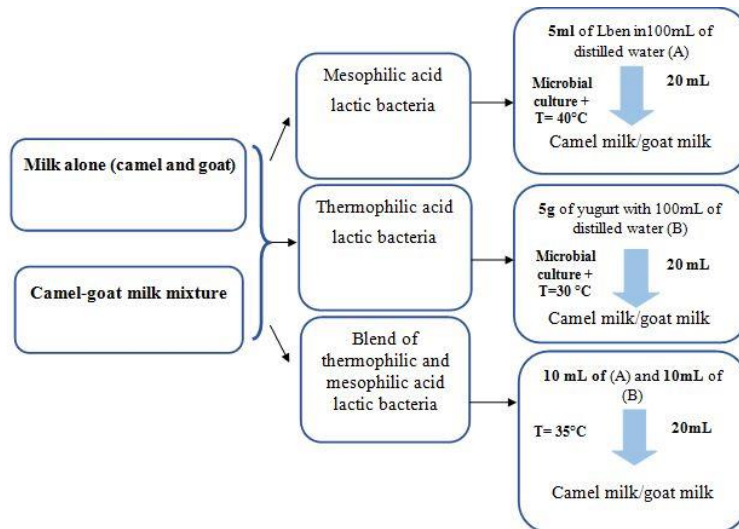 Milk alone (camel and goat)
Camel-goat milk mixture
Mesophilic acid
lactic bacteria
Thermophilic acid
lactic bacteria
Blend of
thermophilic and
mesophilic acid
lactic bacteria
5ml of Lben in100mL of
distilled water (A)
Microbial
culture +
T= 40°C
20 mL
Camel milk/goat milk
5g of yugurt with 100mL of
distilled water (B)
Microbial
culture +
T=30 °C
20 mL
Camel milk/goat milk
10 mL of (A) and 10mL of
(B)
T= 35°C
20mL
Camel milk/goat milk